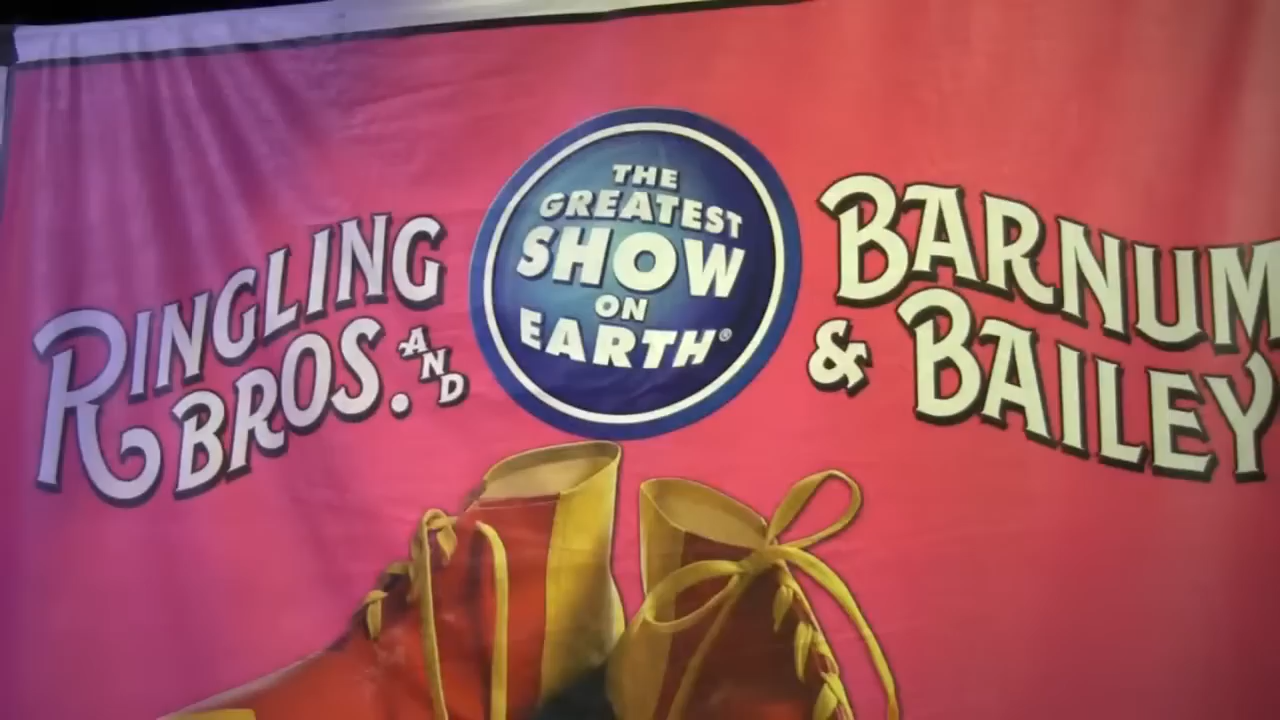 RINGLING
BROS. AND
THE
GREATEST
SHOW
ON
EARTH®
BARNUM
& BAILEY